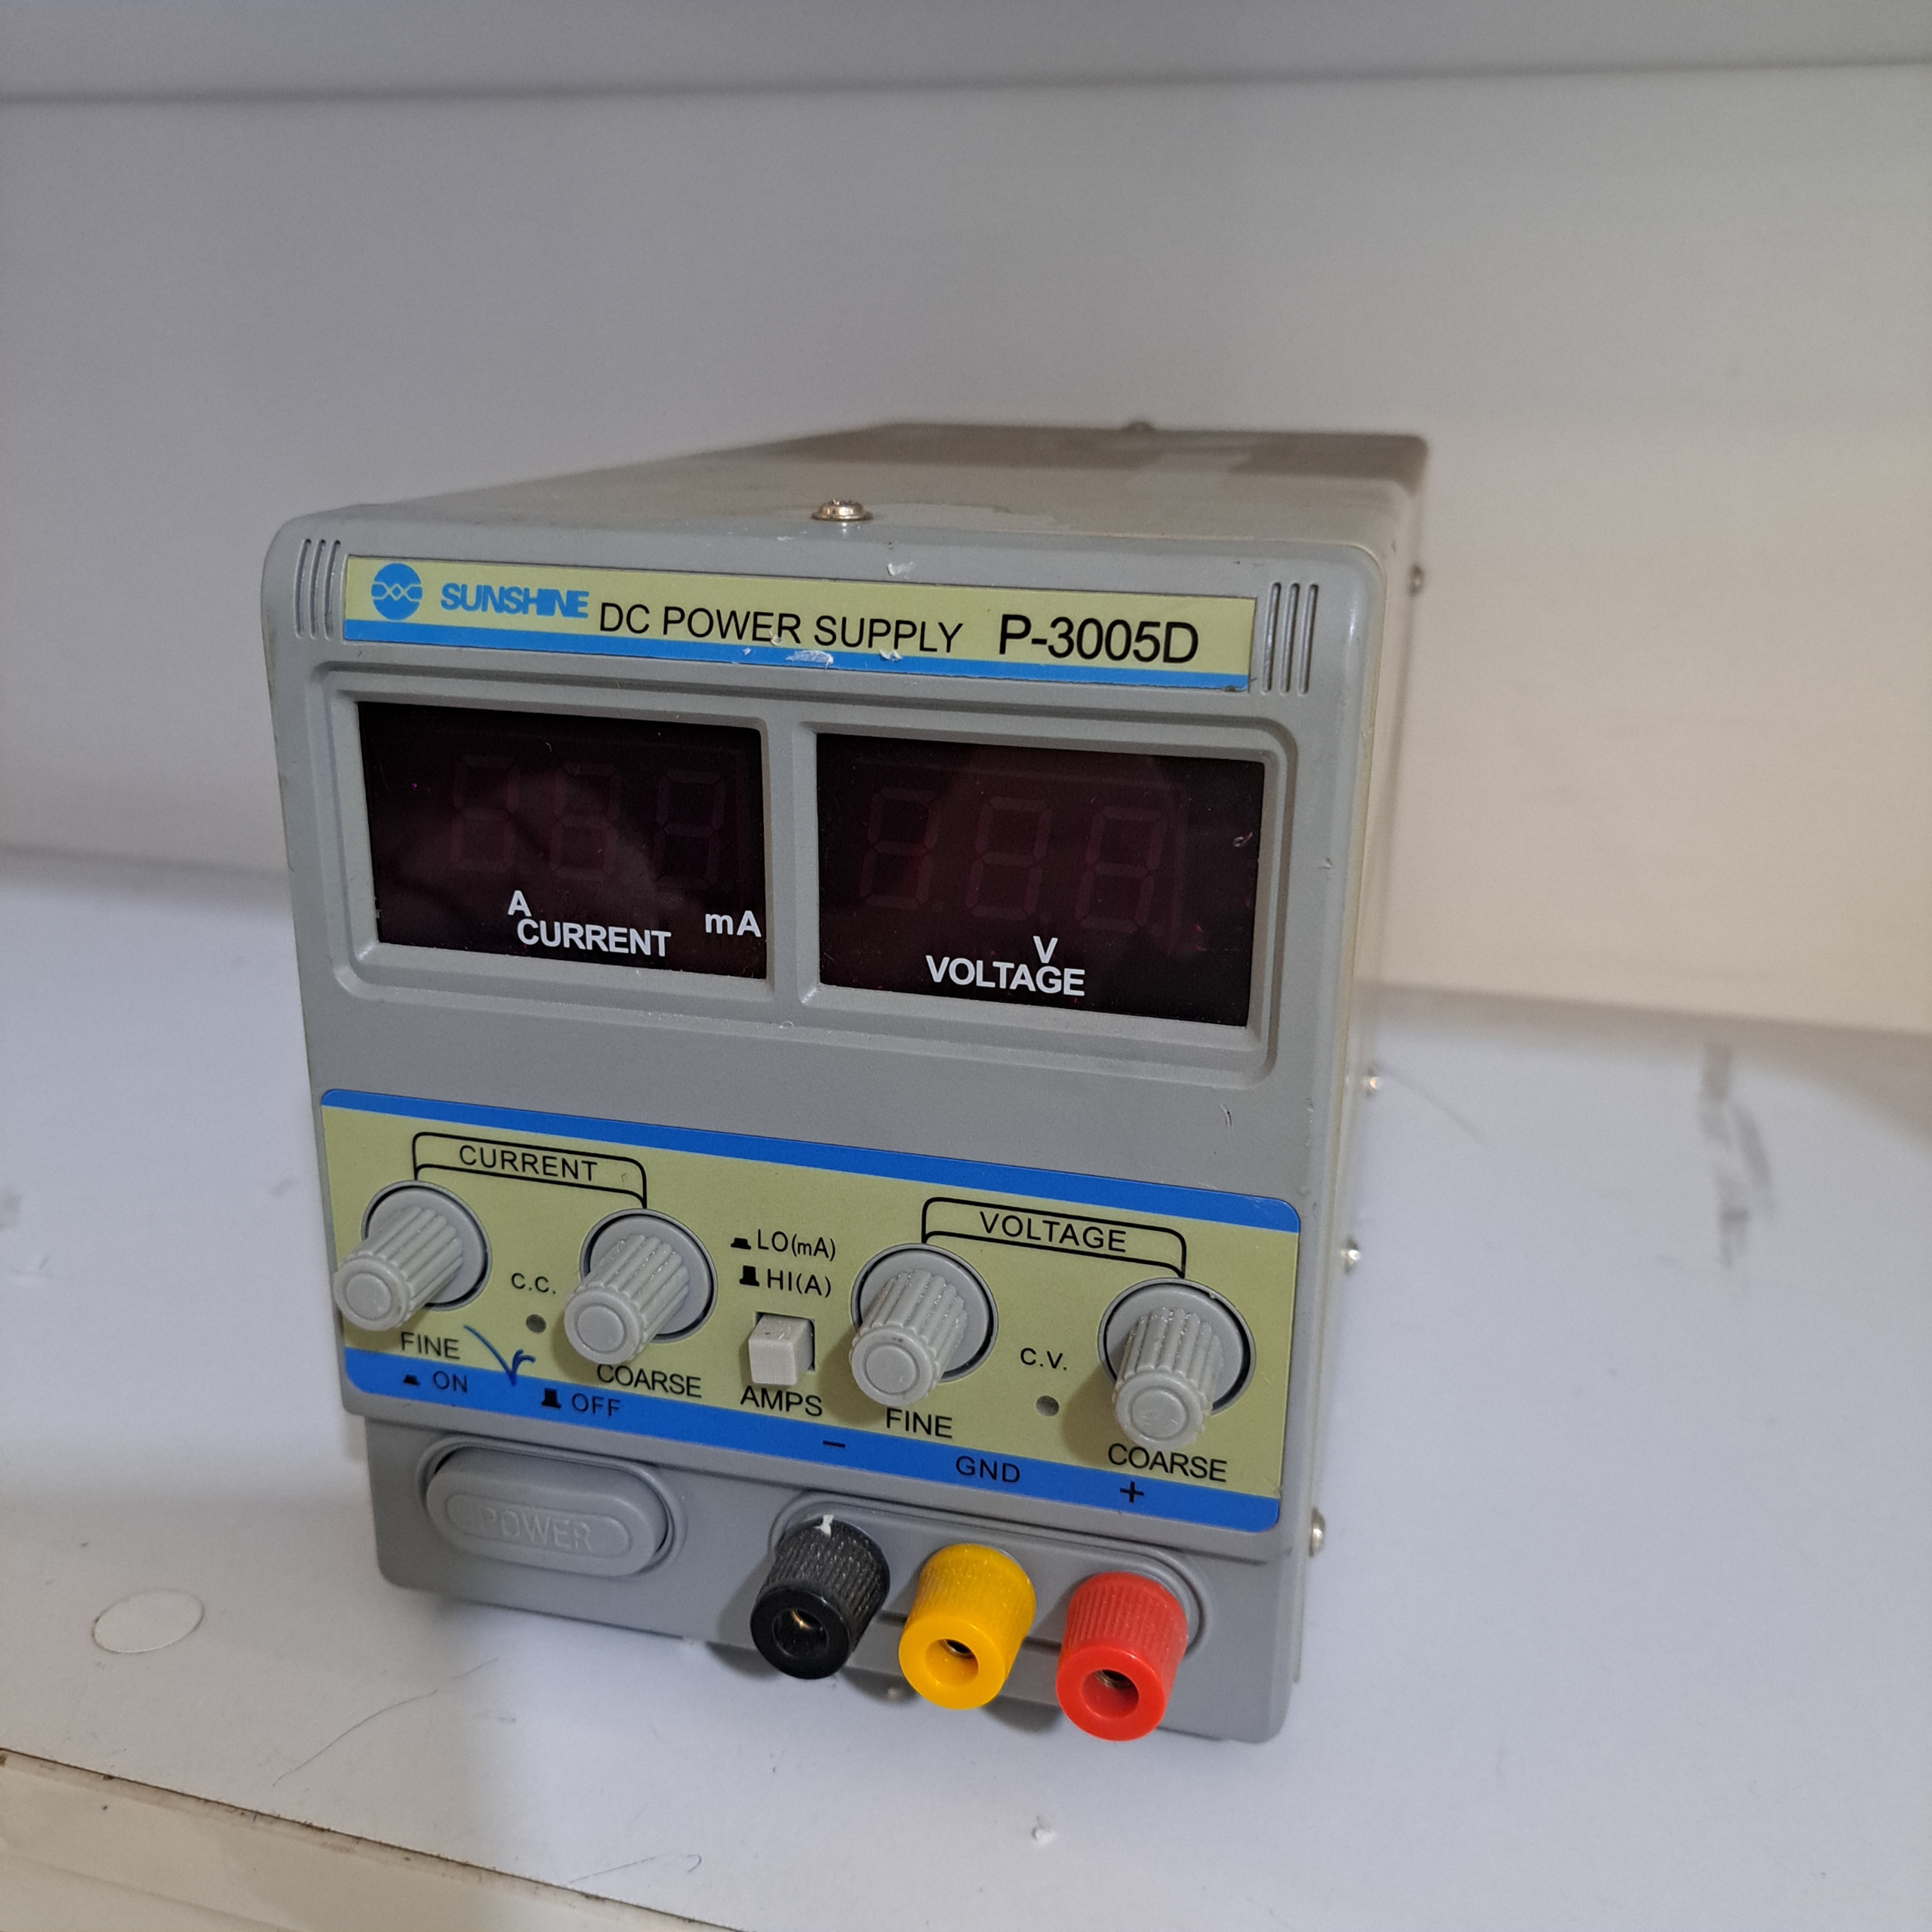 SUNSHINE DC POWER SUPPLY P-3005D
A
mA
CURRENT
V
VOLTAGE
CURRENT
VOLTAGE
LO(mA)
HI(A)
C.C.
C.V.
FINE
COARSE
AMPS
FINE
COARSE
ON
OFF
-
GND
+
POWER